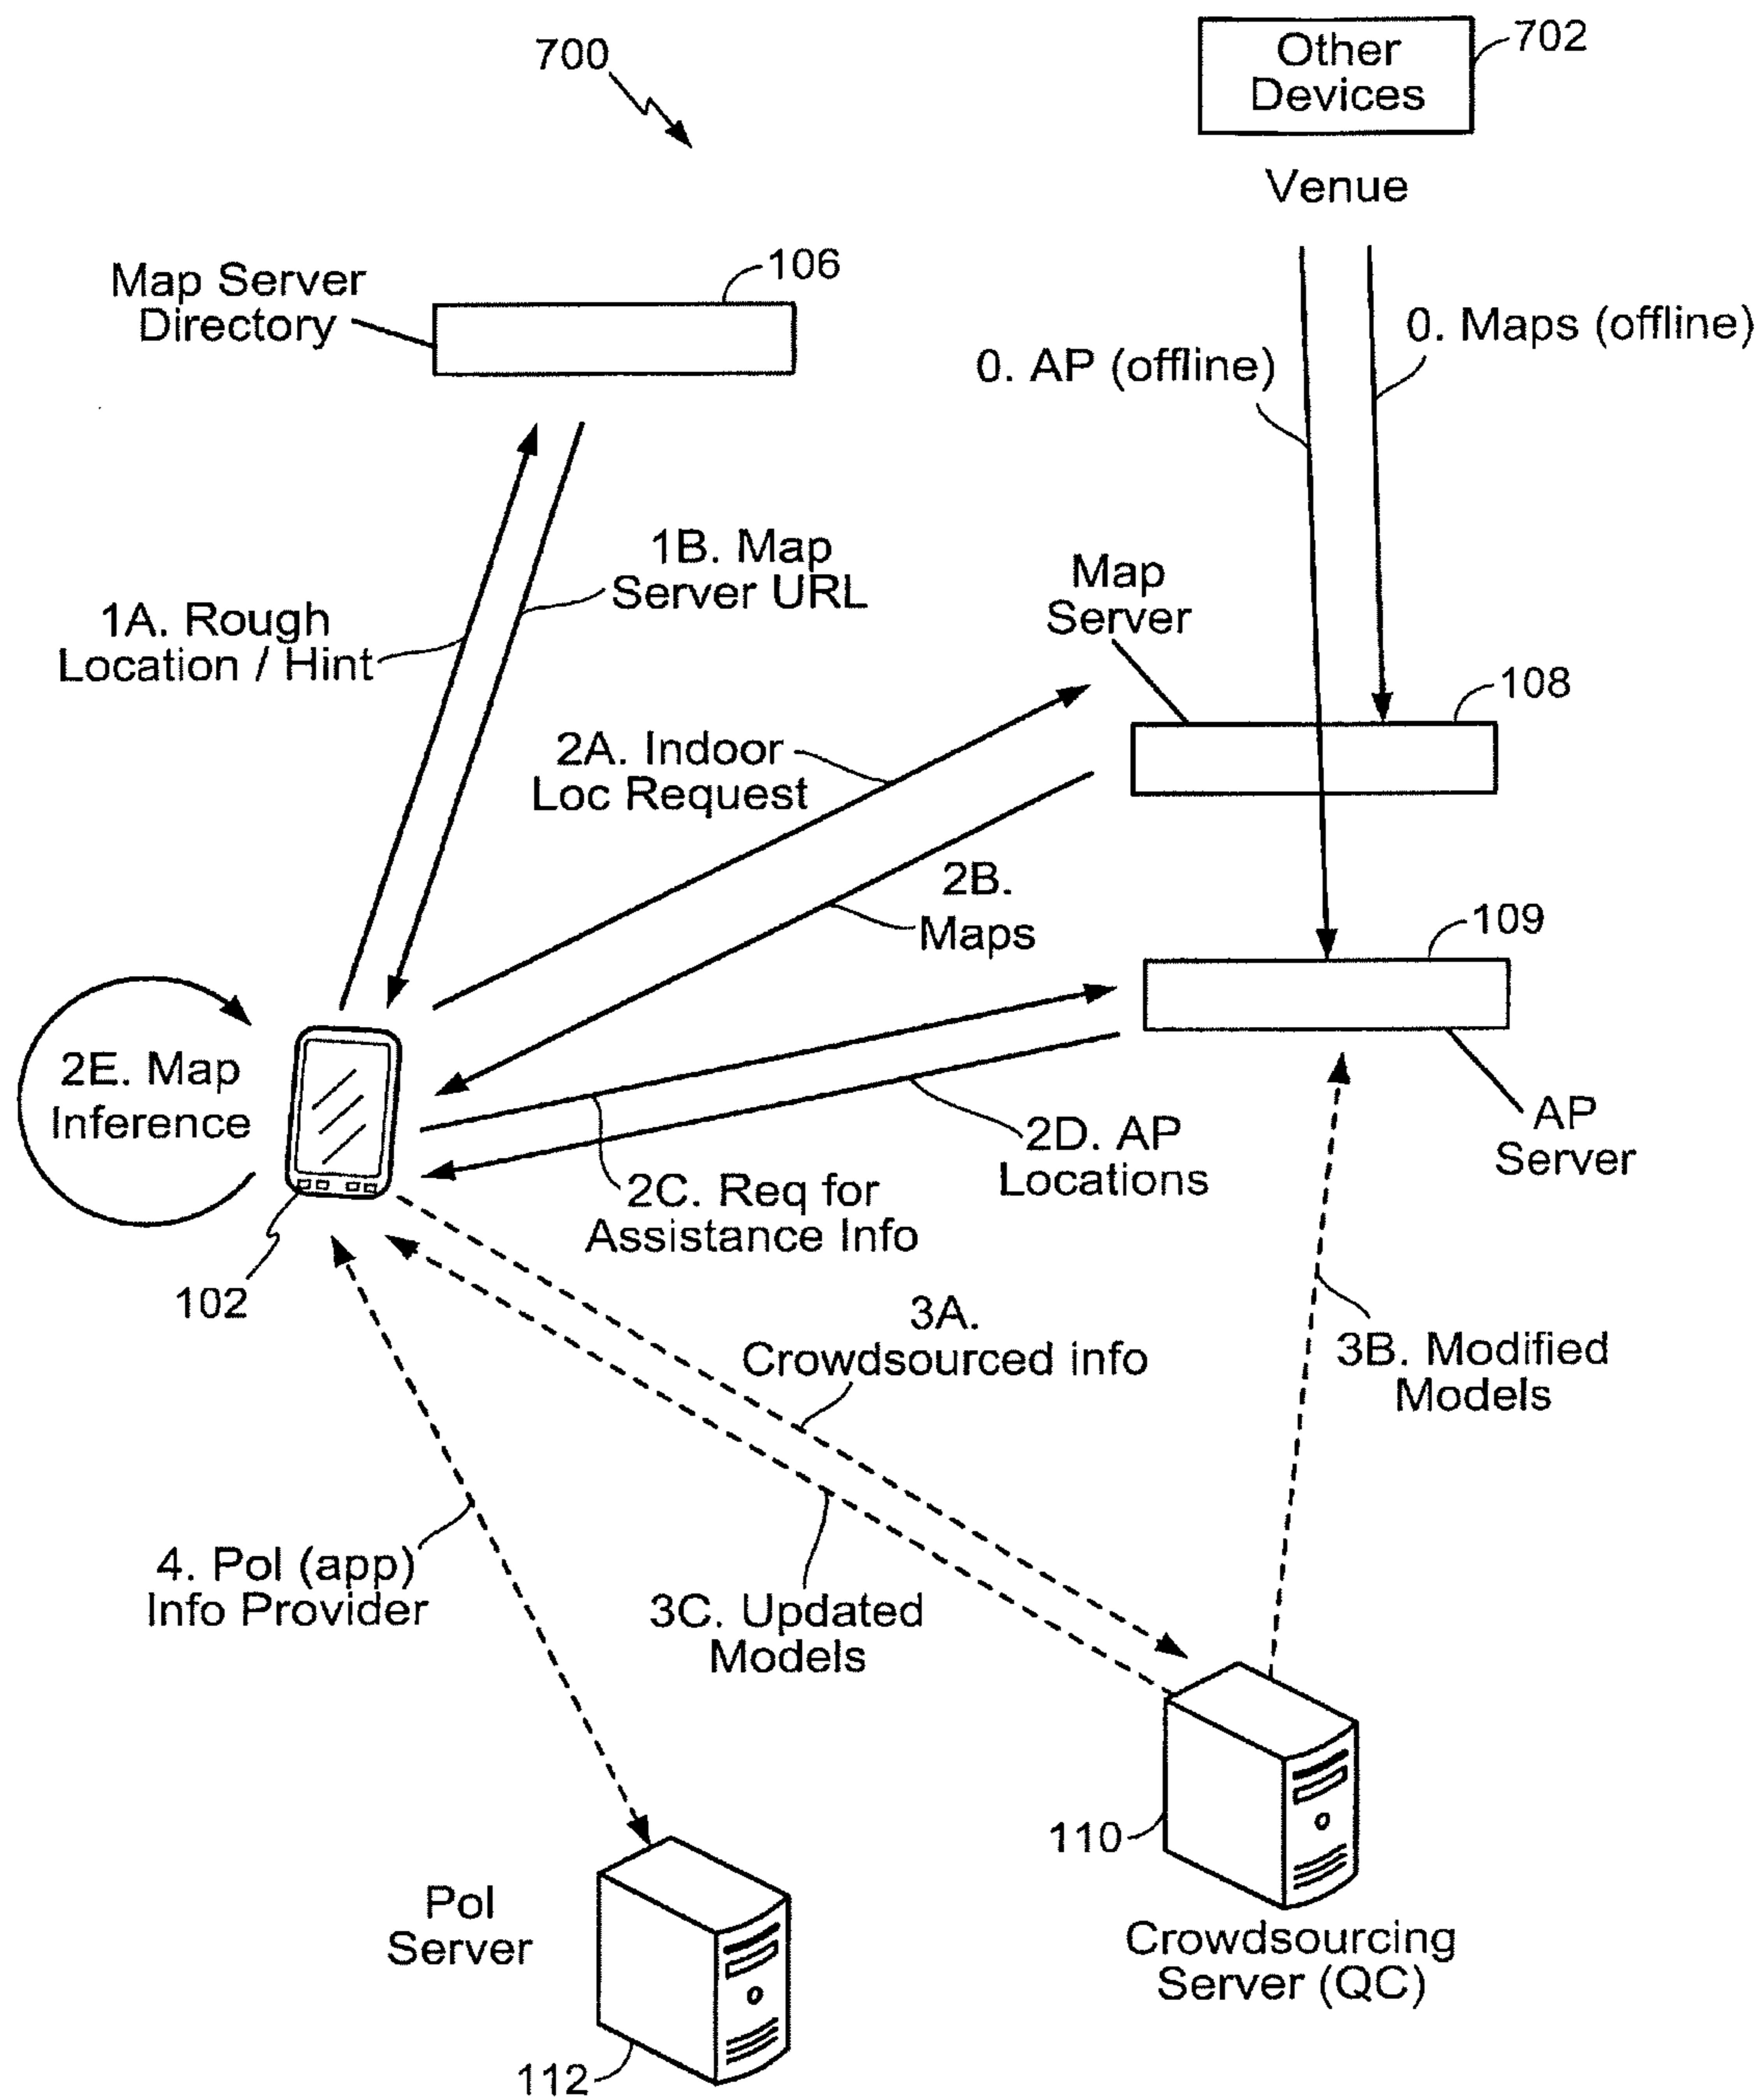 700
Other
Devices
702
Venue
Map Server
Directory
106
0. AP (offline)
0. Maps (offline)
1A. Rough
Location / Hint
1B. Map
Server URL
Map
Server
108
2A. Indoor
Loc Request
2B.
Maps
109
2E. Map
Inference
2D. AP
Locations
AP
Server
2C. Req for
Assistance Info
102
3A.
Crowdsourced info
3B. Modified
Models
4. PoI (app)
Info Provider
3C. Updated
Models
110
PoI
Server
Crowdsourcing
Server (QC)
112